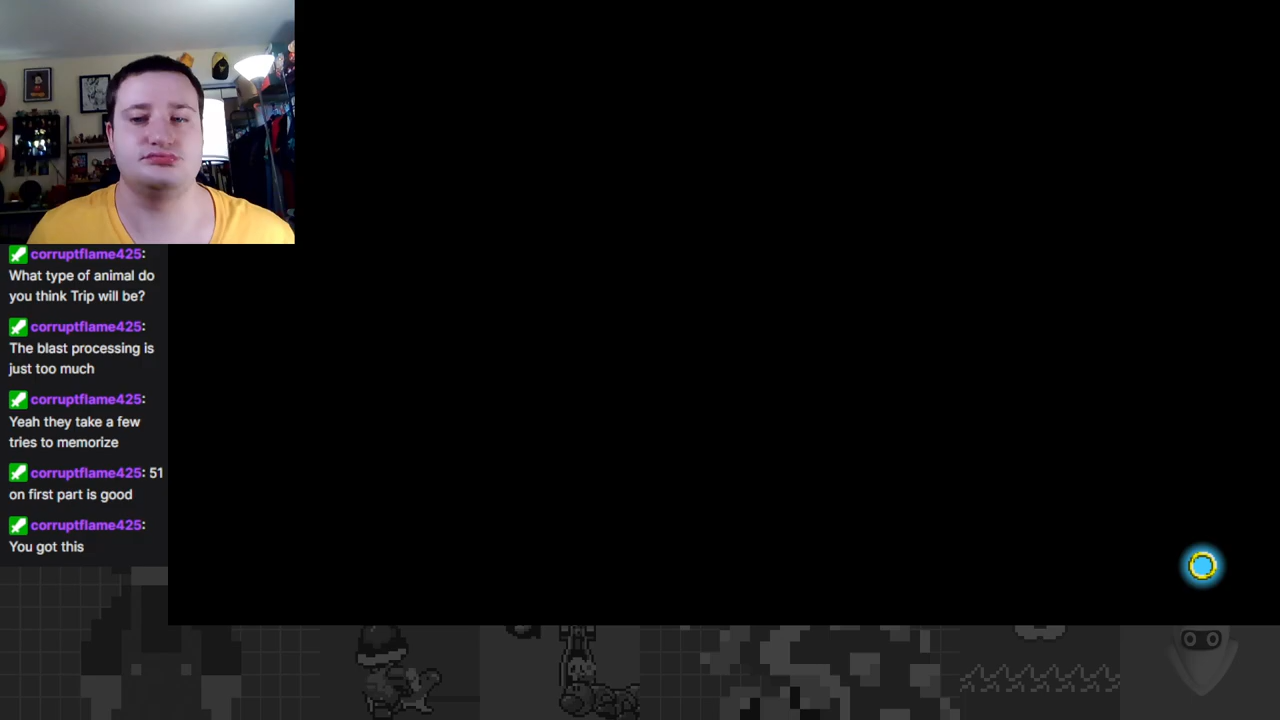 corruptflame425:
What type of animal do
you think Trip will be?
corruptflame425:
The blast processing is
just too much
corruptflame425:
Yeah they take a few
tries to memorize
corruptflame425: 51
on first part is good
corruptflame425:
You got this